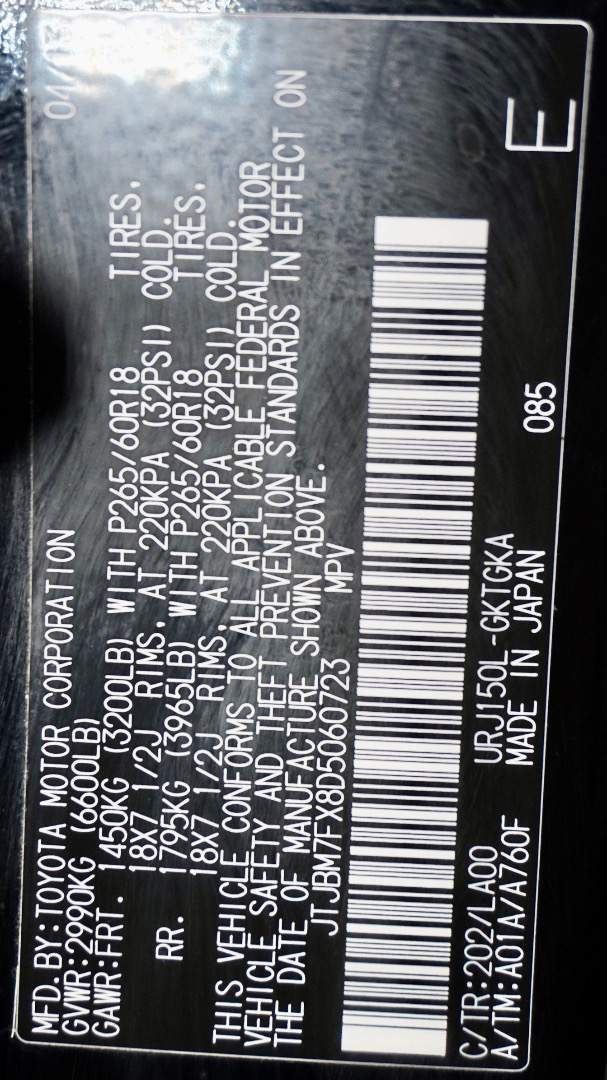 MFD.BY:TOYOTA MOTOR CORPORATION 04/13
GVWR:2990KG (6600LB)
GAWR:FRT. 1450KG (3200LB) WITH P265/60R18 TIRES,
18X7 1/2J RIMS, AT 220KPA (32PSI) COLD.
RR. 1795KG (3965LB) WITH P265/60R18 TIRES,
18X7 1/2J RIMS, AT 220KPA (32PSI) COLD.
THIS VEHICLE CONFORMS TO ALL APPLICABLE FEDERAL MOTOR
VEHICLE SAFETY AND THEFT PREVENTION STANDARDS IN EFFECT ON
THE DATE OF MANUFACTURE SHOWN ABOVE.
JTJBM7FX8D5060723 MPV
C/TR:202/LA00 URJ150L-GKTGKA
A/TM:A01A/A760F MADE IN JAPAN 085 E